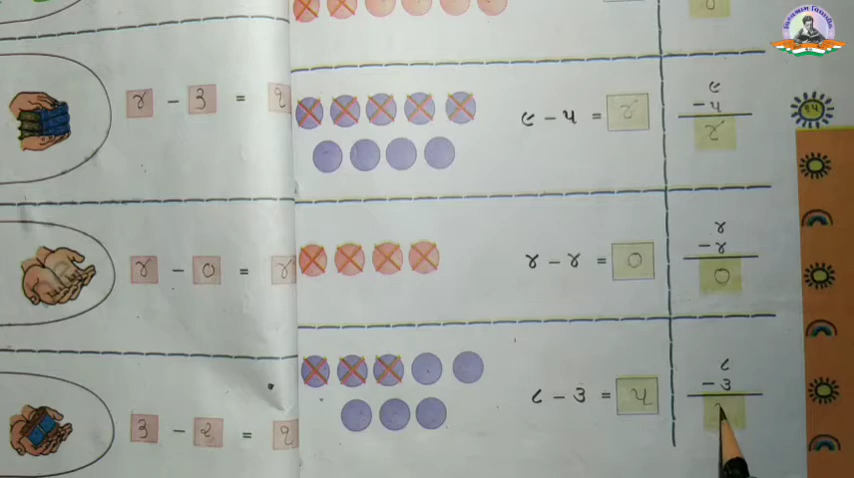 ૦
૪ - ૩ = ૧
૯ - ૫ = ૪
૯
- ૫
૪
૪ - ૦ = ૪
૪ - ૪ = ૦
૪
- ૪
૦
૩ - ૨ = ૧
૮ - ૩ = ૫
૮
- ૩